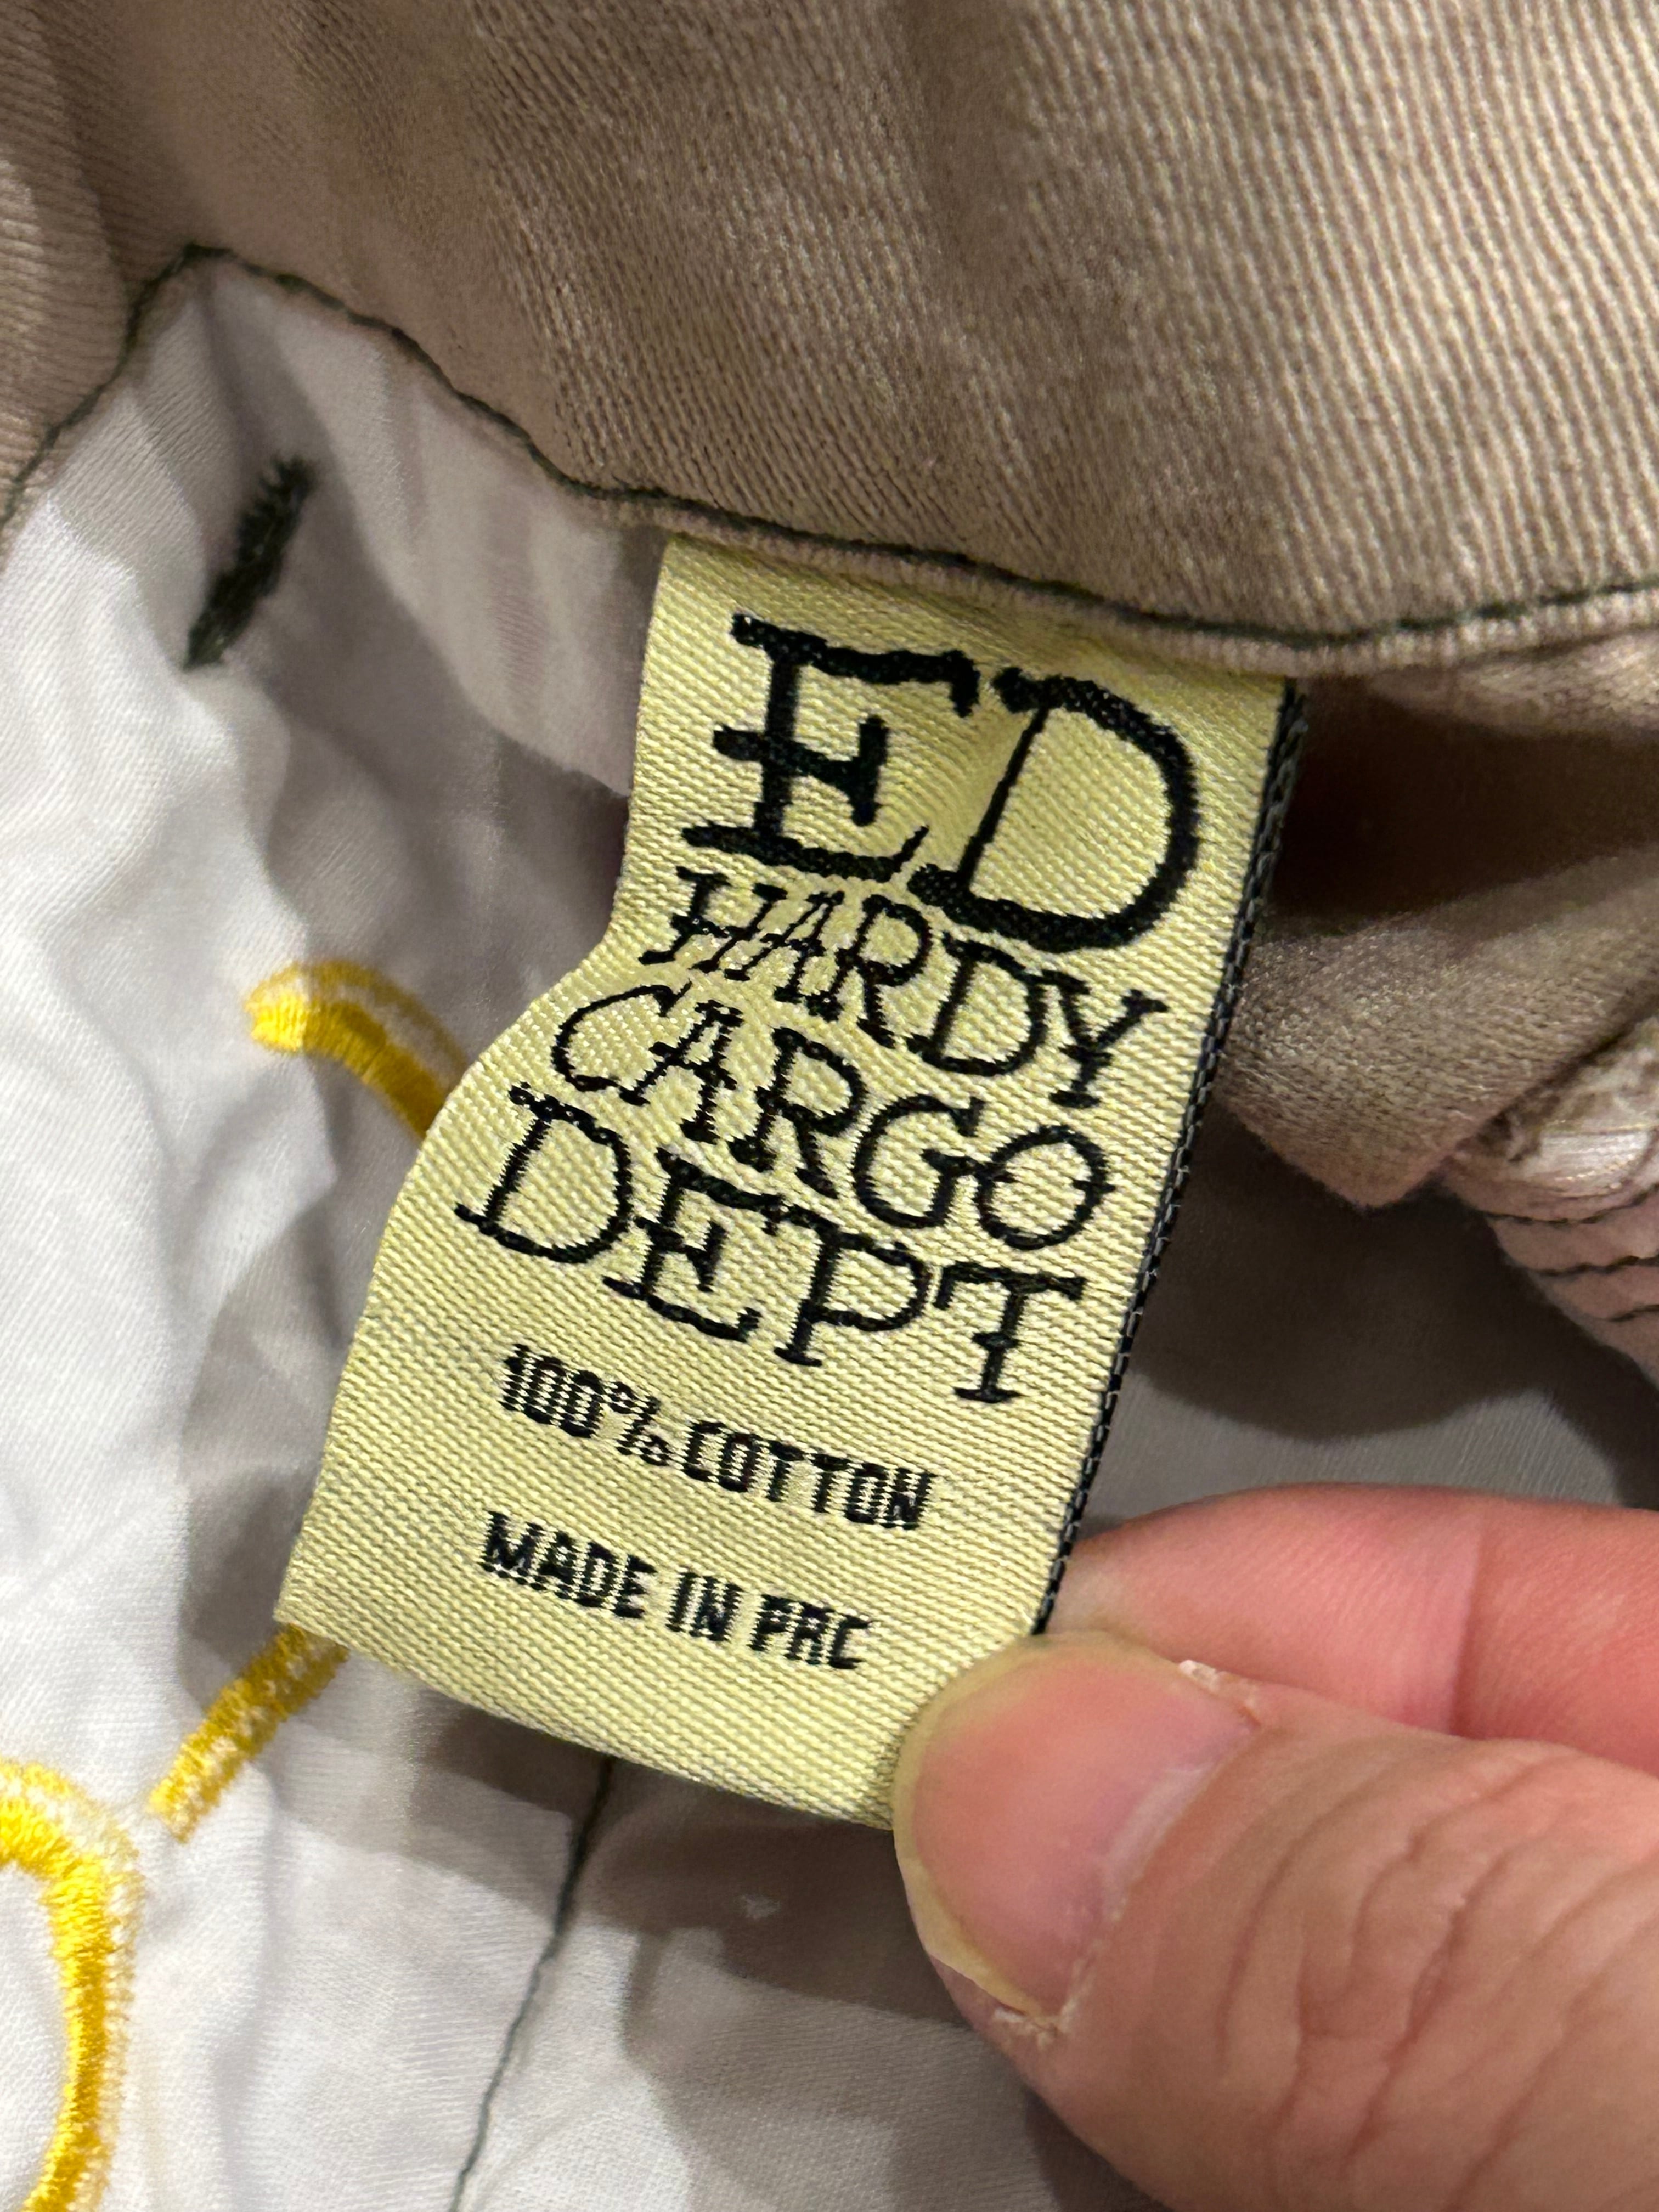 ED
HARDY
CARGO
DEPT
100%COTTON
MADE IN PRC